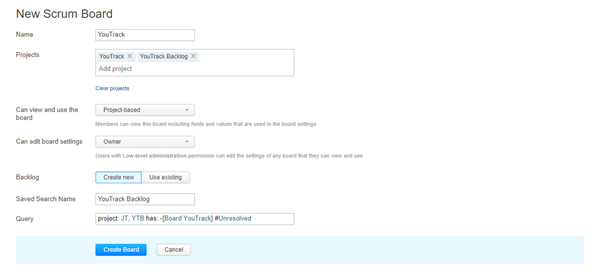 New Scrum Board
Name
YouTrack
Projects
YouTrack × YouTrack Backlog ×
Add project
Clear projects
Can view and use the
board
Project-based
Members can view this board including fields and values that are used in the board settings
Can edit board settings
Owner
Users with Low-level administration permission can edit the settings of any board that they can view and use
Backlog
Create new Use existing
Saved Search Name
YouTrack Backlog
Query
project: JT, YTB has: -{Board YouTrack} #Unresolved
Create Board Cancel